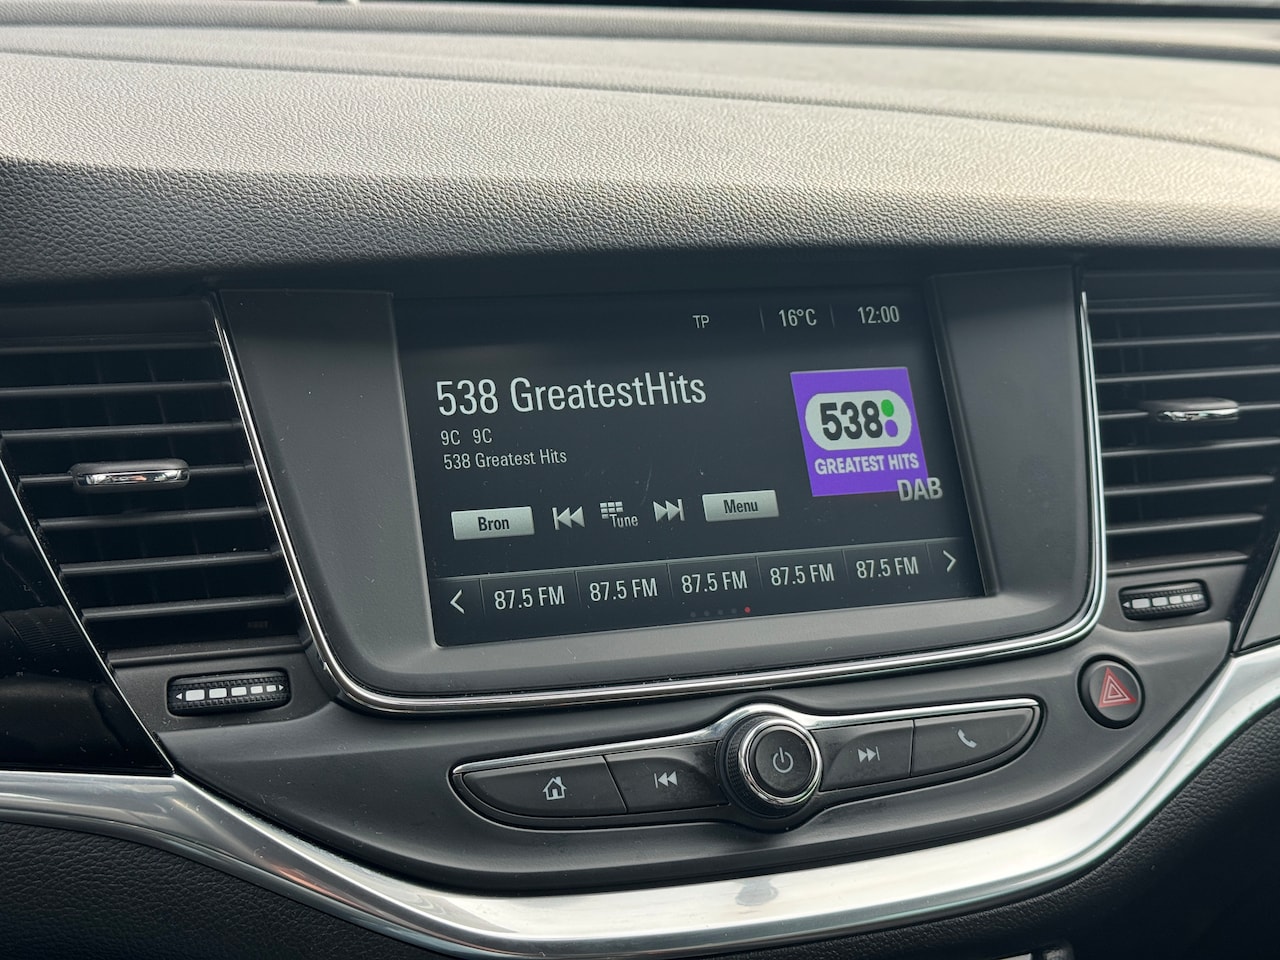 TP 16°C 12:00
538 GreatestHits
9C 9C
538 Greatest Hits
538
GREATEST HITS
DAB
Bron Tune Menu
87.5 FM 87.5 FM 87.5 FM 87.5 FM 87.5 FM